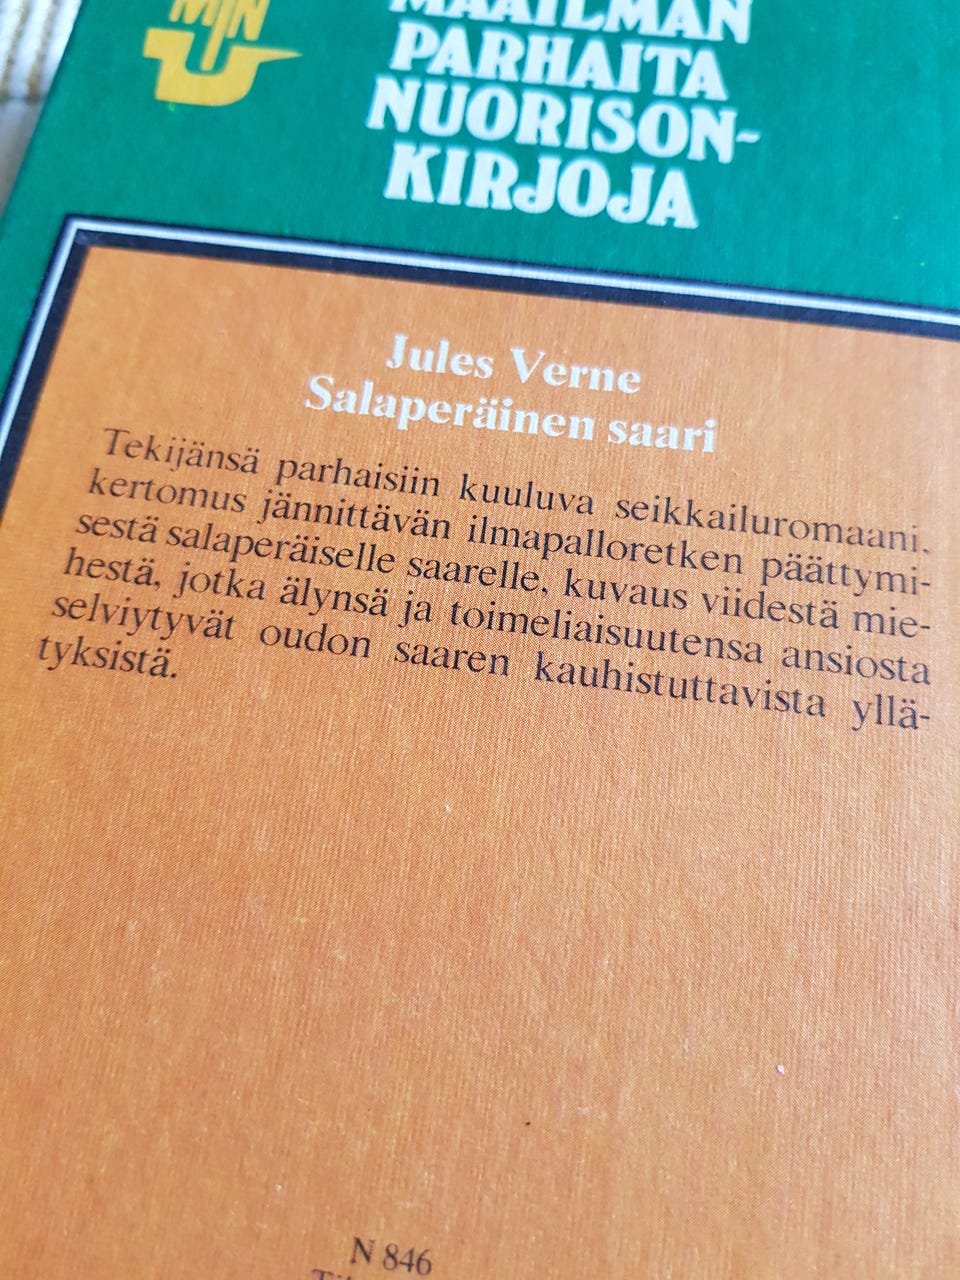 MIN
U
MAAILMAN
PARHAITA
NUORISON-
KIRJOJA
Jules Verne
Salaperäinen saari
Tekijänsä parhaisiin kuuluva seikkailuromaani,
kertomus jännittävän ilmapalloretken päättymi-
sestä salaperäiselle saarelle, kuvaus viidestä mie-
hestä, jotka älynsä ja toimeliaisuutensa ansiosta
selviytyvät oudon saaren kauhistuttavista yllä-
tyksistä.
N 846